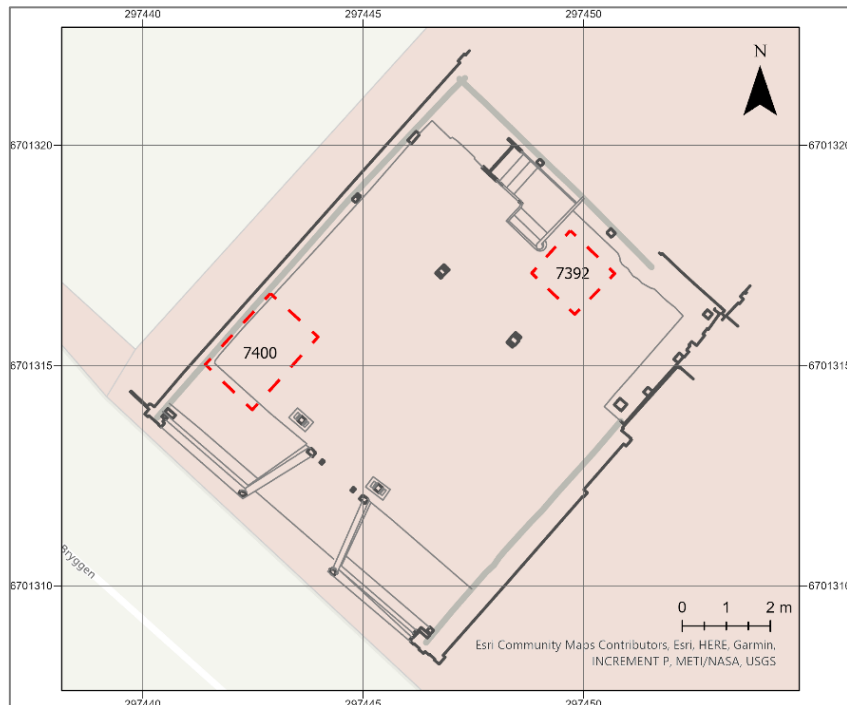 297440 297445 297450
N
6701320 6701320
7392
7400
6701315 6701315
Bryggen
6701310 6701310
0 1 2 m
Esri Community Maps Contributors, Esri, HERE, Garmin,
INCREMENT P, METI/NASA, USGS
297440 297445 297450